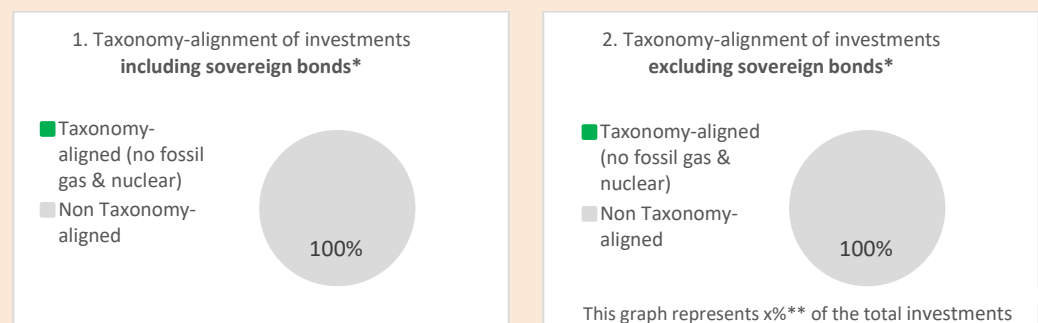 1. Taxonomy-alignment of investments
including sovereign bonds*
Taxonomy-
aligned (no fossil
gas & nuclear)
Non Taxonomy-
aligned
100%
2. Taxonomy-alignment of investments
excluding sovereign bonds*
Taxonomy-aligned
(no fossil gas &
nuclear)
Non Taxonomy-
aligned
100%
This graph represents x%** of the total investments